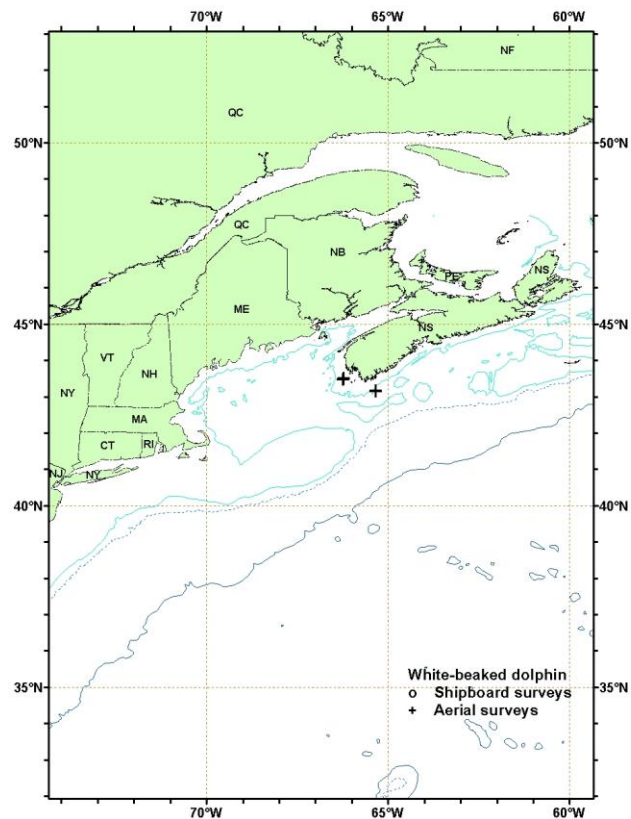 70°W 65°W 60°W
NF
QC
50°N 50°N
QC
NB
PE NS
ME
45°N NS 45°N
VT
NH
NY
MA
CT RI
NJ NY
40°N 40°N
White-beaked dolphin
35°N o Shipboard surveys 35°N
+ Aerial surveys
70°W 65°W 60°W